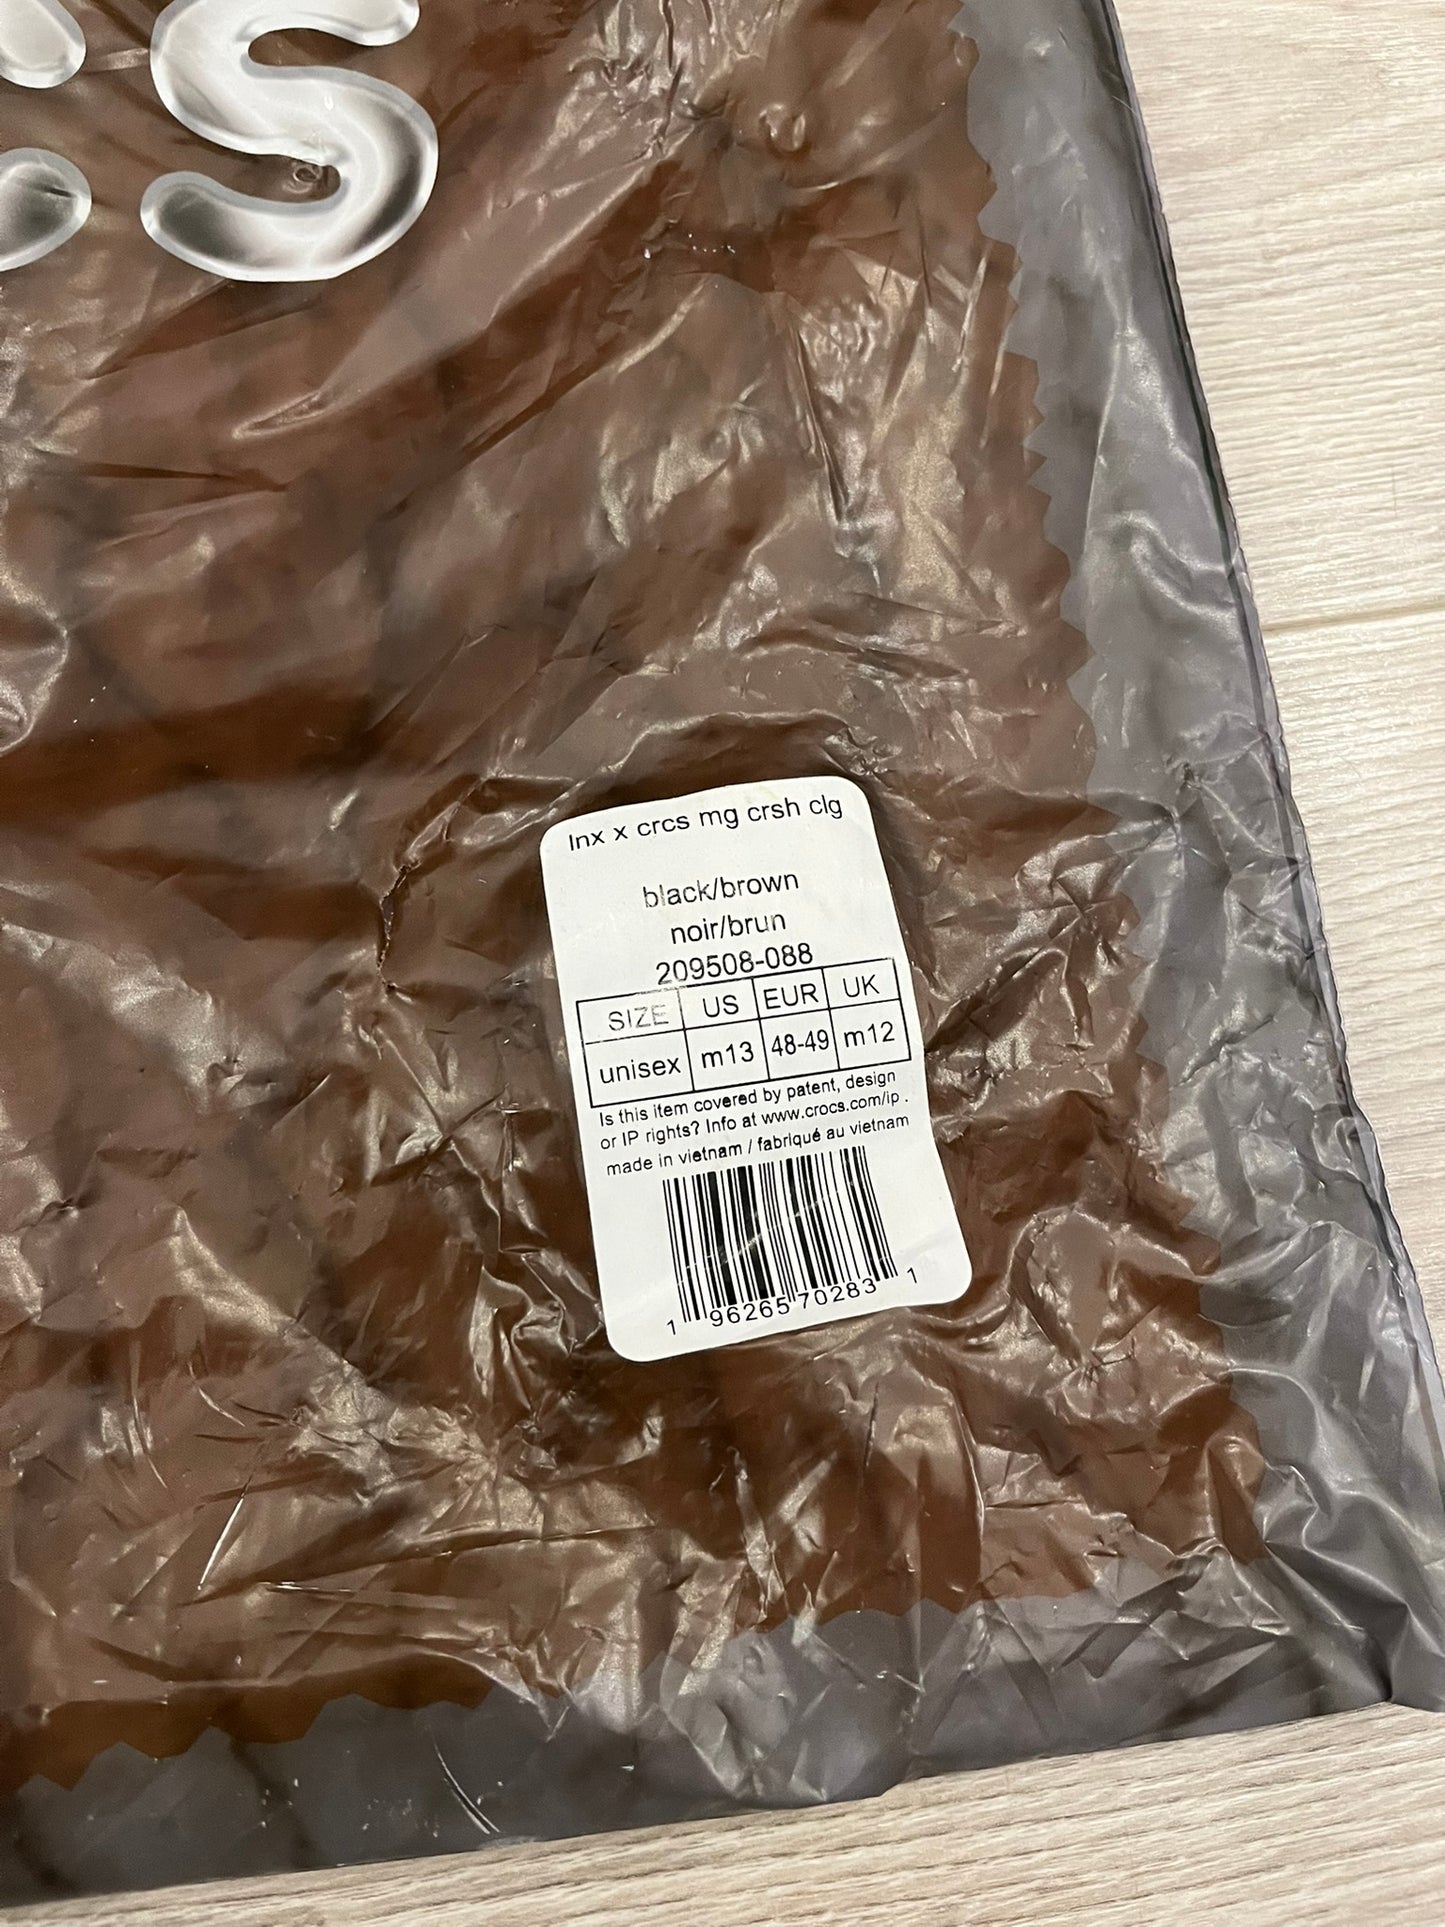 C'S
lnx x crcs mg crsh clg
black/brown
noir/brun
209508-088
SIZE US EUR UK
unisex m13 48-49 m12
Is this item covered by patent, design
or IP rights? Info at www.crocs.com/ip .
made in vietnam / fabriqué au vietnam
1 96265 70283 1